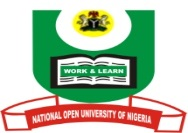 WORK & LEARN
NATIONAL OPEN UNIVERSITY OF NIGERIA